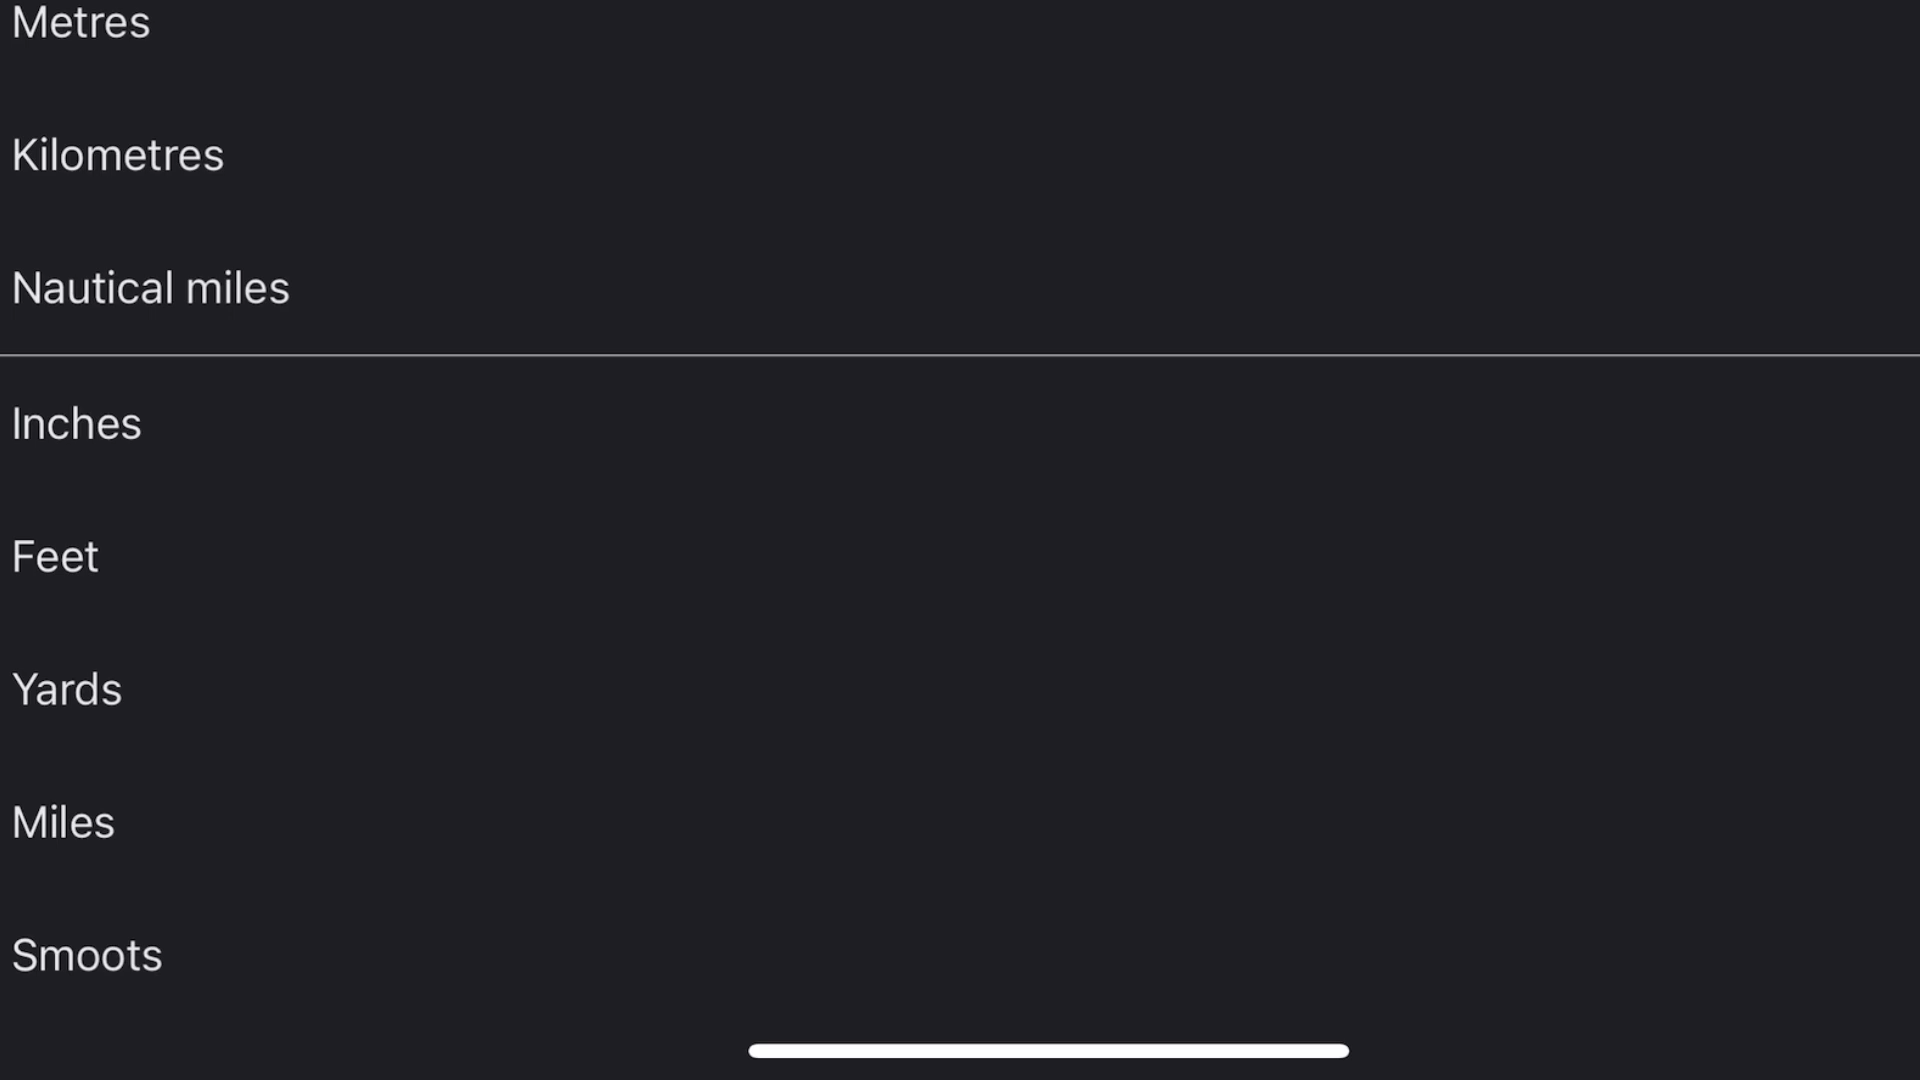 Metres
Kilometres
Nautical miles
Inches
Feet
Yards
Miles
Smoots